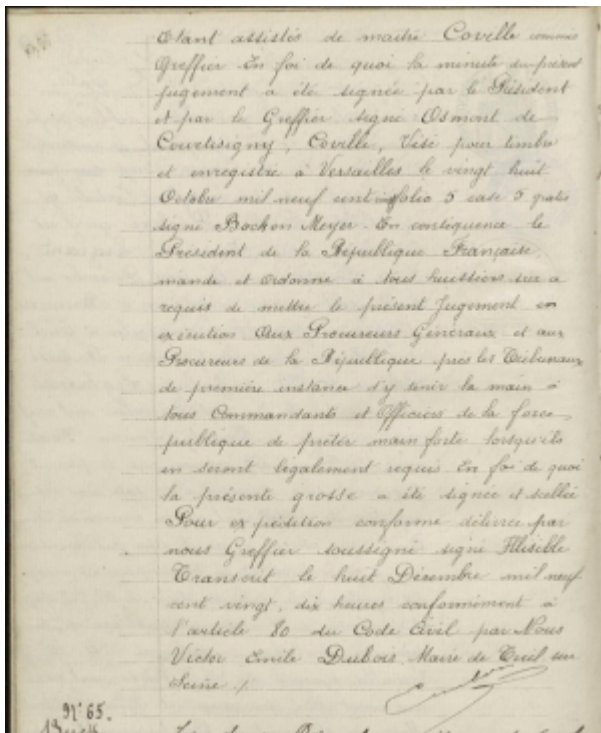 étant assistés de maitre Coville commis
Greffier En foi de quoi la minute du présent
jugement a été signée par le Président
et par le Greffier signé Osmont de
Courtisigny, Coville, Visé pour timbre
et enregistré à Versailles le vingt huit
Octobre mil neuf cent folio 5 case 5 gratis
signé Bachen Meyer. En conséquence le
Président de la République Française,
mande et ordonne à tous huissiers sur ce
requis de mettre le présent Jugement en
exécution Aux Procureurs Généraux et aux
Procureurs de la République près les Tribunaux
de première instance d'y tenir la main à
tous Commandants et Officiers de la force
publique de prêter main forte lorsqu'ils
en seront légalement requis. En foi de quoi
la présente grosse a été signée et scellée
Pour expédition conforme délivrée par
nous Greffier soussigné signé Illisible
Transcrit le huit Décembre mil neuf
cent vingt, dix heures conformément à
l'article 80 du Code Civil par Nous
Victor Emile Dubois, Maire de Triel sur
Seine ./.
N° 65.